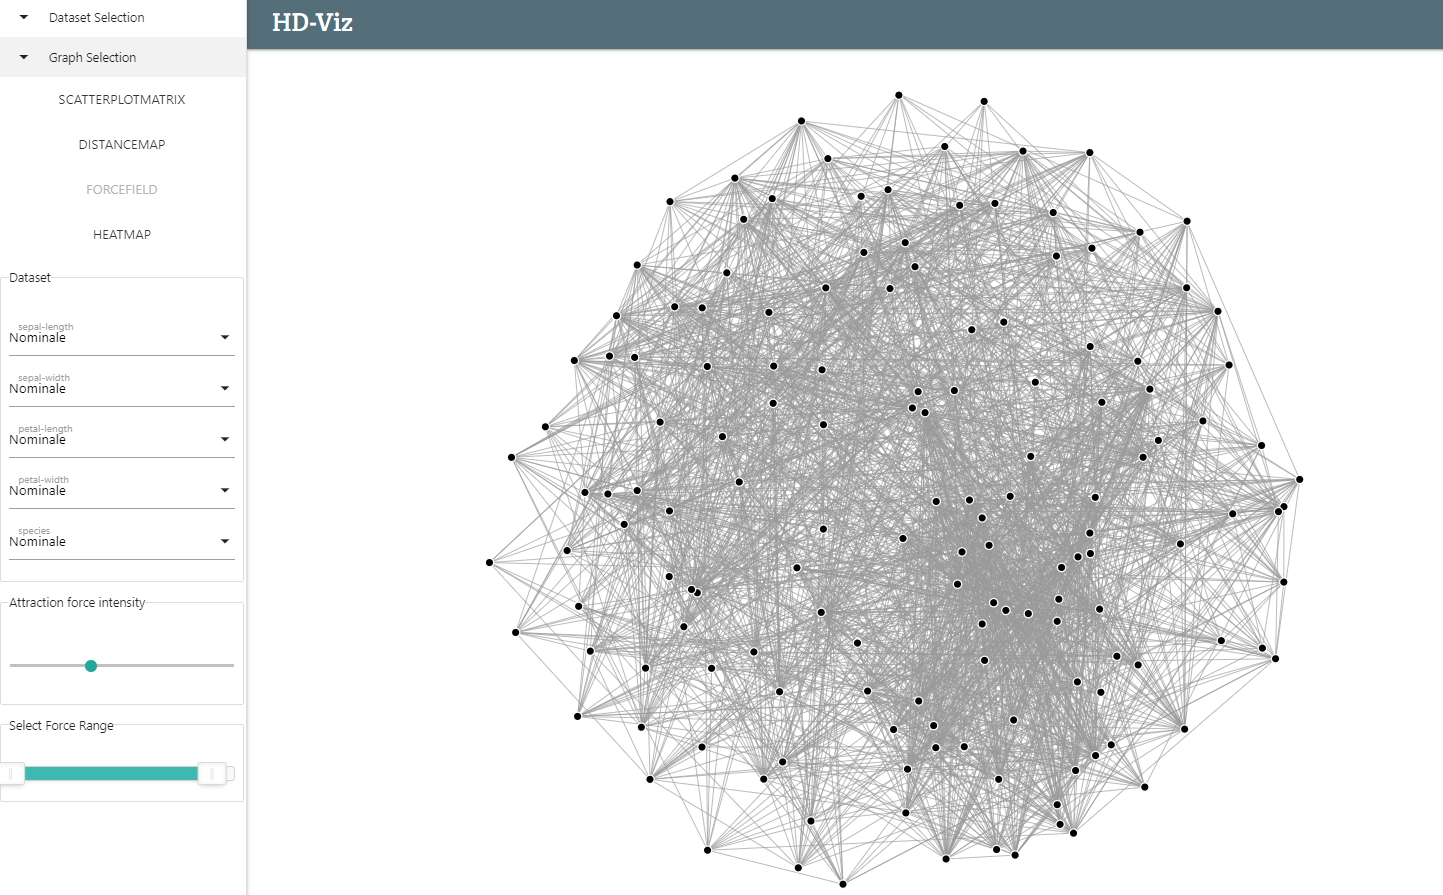 Dataset Selection
HD-Viz
Graph Selection
SCATTERPLOTMATRIX
DISTANCEMAP
FORCEFIELD
HEATMAP
Dataset
sepal-length
Nominale
sepal-width
Nominale
petal-length
Nominale
petal-width
Nominale
species
Nominale
Attraction force intensity
Select Force Range